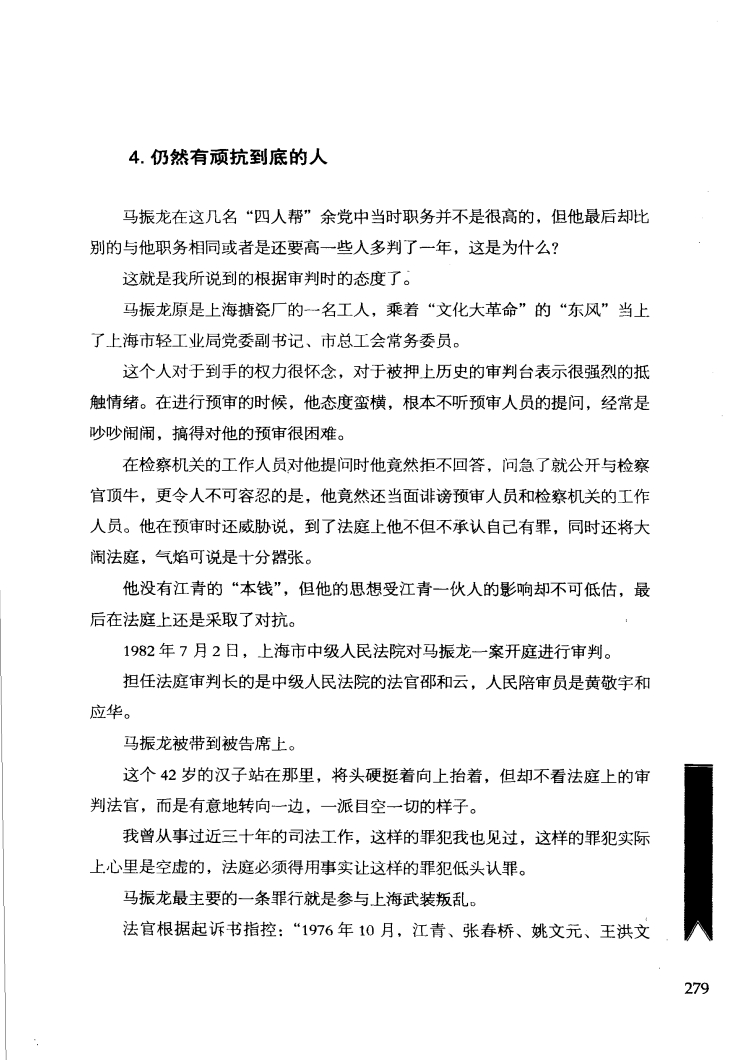 4. 仍然有顽抗到底的人
马振龙在这几名“四人帮”余党中当时职务并不是很高的，但他最后却比
别的与他职务相同或者是还要高一些人多判了一年，这是为什么？
这就是我所说到的根据审判时的态度了。
马振龙原是上海搪瓷厂的一名工人，乘着“文化大革命”的“东风”当上
了上海市轻工业局党委副书记、市总工会常务委员。
这个人对于到手的权力很怀念，对于被押上历史的审判台表示很强烈的抵
触情绪。在进行预审的时候，他态度蛮横，根本不听预审人员的提问，经常是
吵吵闹闹，搞得对他的预审很困难。
在检察机关的工作人员对他提问时他竟然拒不回答，问急了就公开与检察
官顶牛，更令人不可容忍的是，他竟然还当面诽谤预审人员和检察机关的工作
人员。他在预审时还威胁说，到了法庭上他不但不承认自己有罪，同时还将大
闹法庭，气焰可说是十分嚣张。
他没有江青的“本钱”，但他的思想受江青一伙人的影响却不可低估，最
后在法庭上还是采取了对抗。
1982 年 7 月 2 日，上海市中级人民法院对马振龙一案开庭进行审判。
担任法庭审判长的是中级人民法院的法官邵和云，人民陪审员是黄敬宇和
应华。
马振龙被带到被告席上。
这个 42 岁的汉子站在那里，将头硬挺着向上抬着，但却不看法庭上的审
判法官，而是有意地转向一边，一派目空一切的样子。
我曾从事过近三十年的司法工作，这样的罪犯我也见过，这样的罪犯实际
上心里是空虚的，法庭必须得用事实让这样的罪犯低头认罪。
马振龙最主要的一条罪行就是参与上海武装叛乱。
法官根据起诉书指控：“1976 年 10 月，江青、张春桥、姚文元、王洪文
279